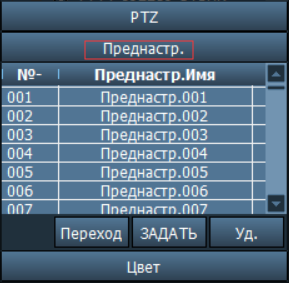 PTZ
Преднастр.
№- Преднастр.Имя
001 Преднастр.001
002 Преднастр.002
003 Преднастр.003
004 Преднастр.004
005 Преднастр.005
006 Преднастр.006
007 Преднастр.007
Переход ЗАДАТЬ Уд.
Цвет